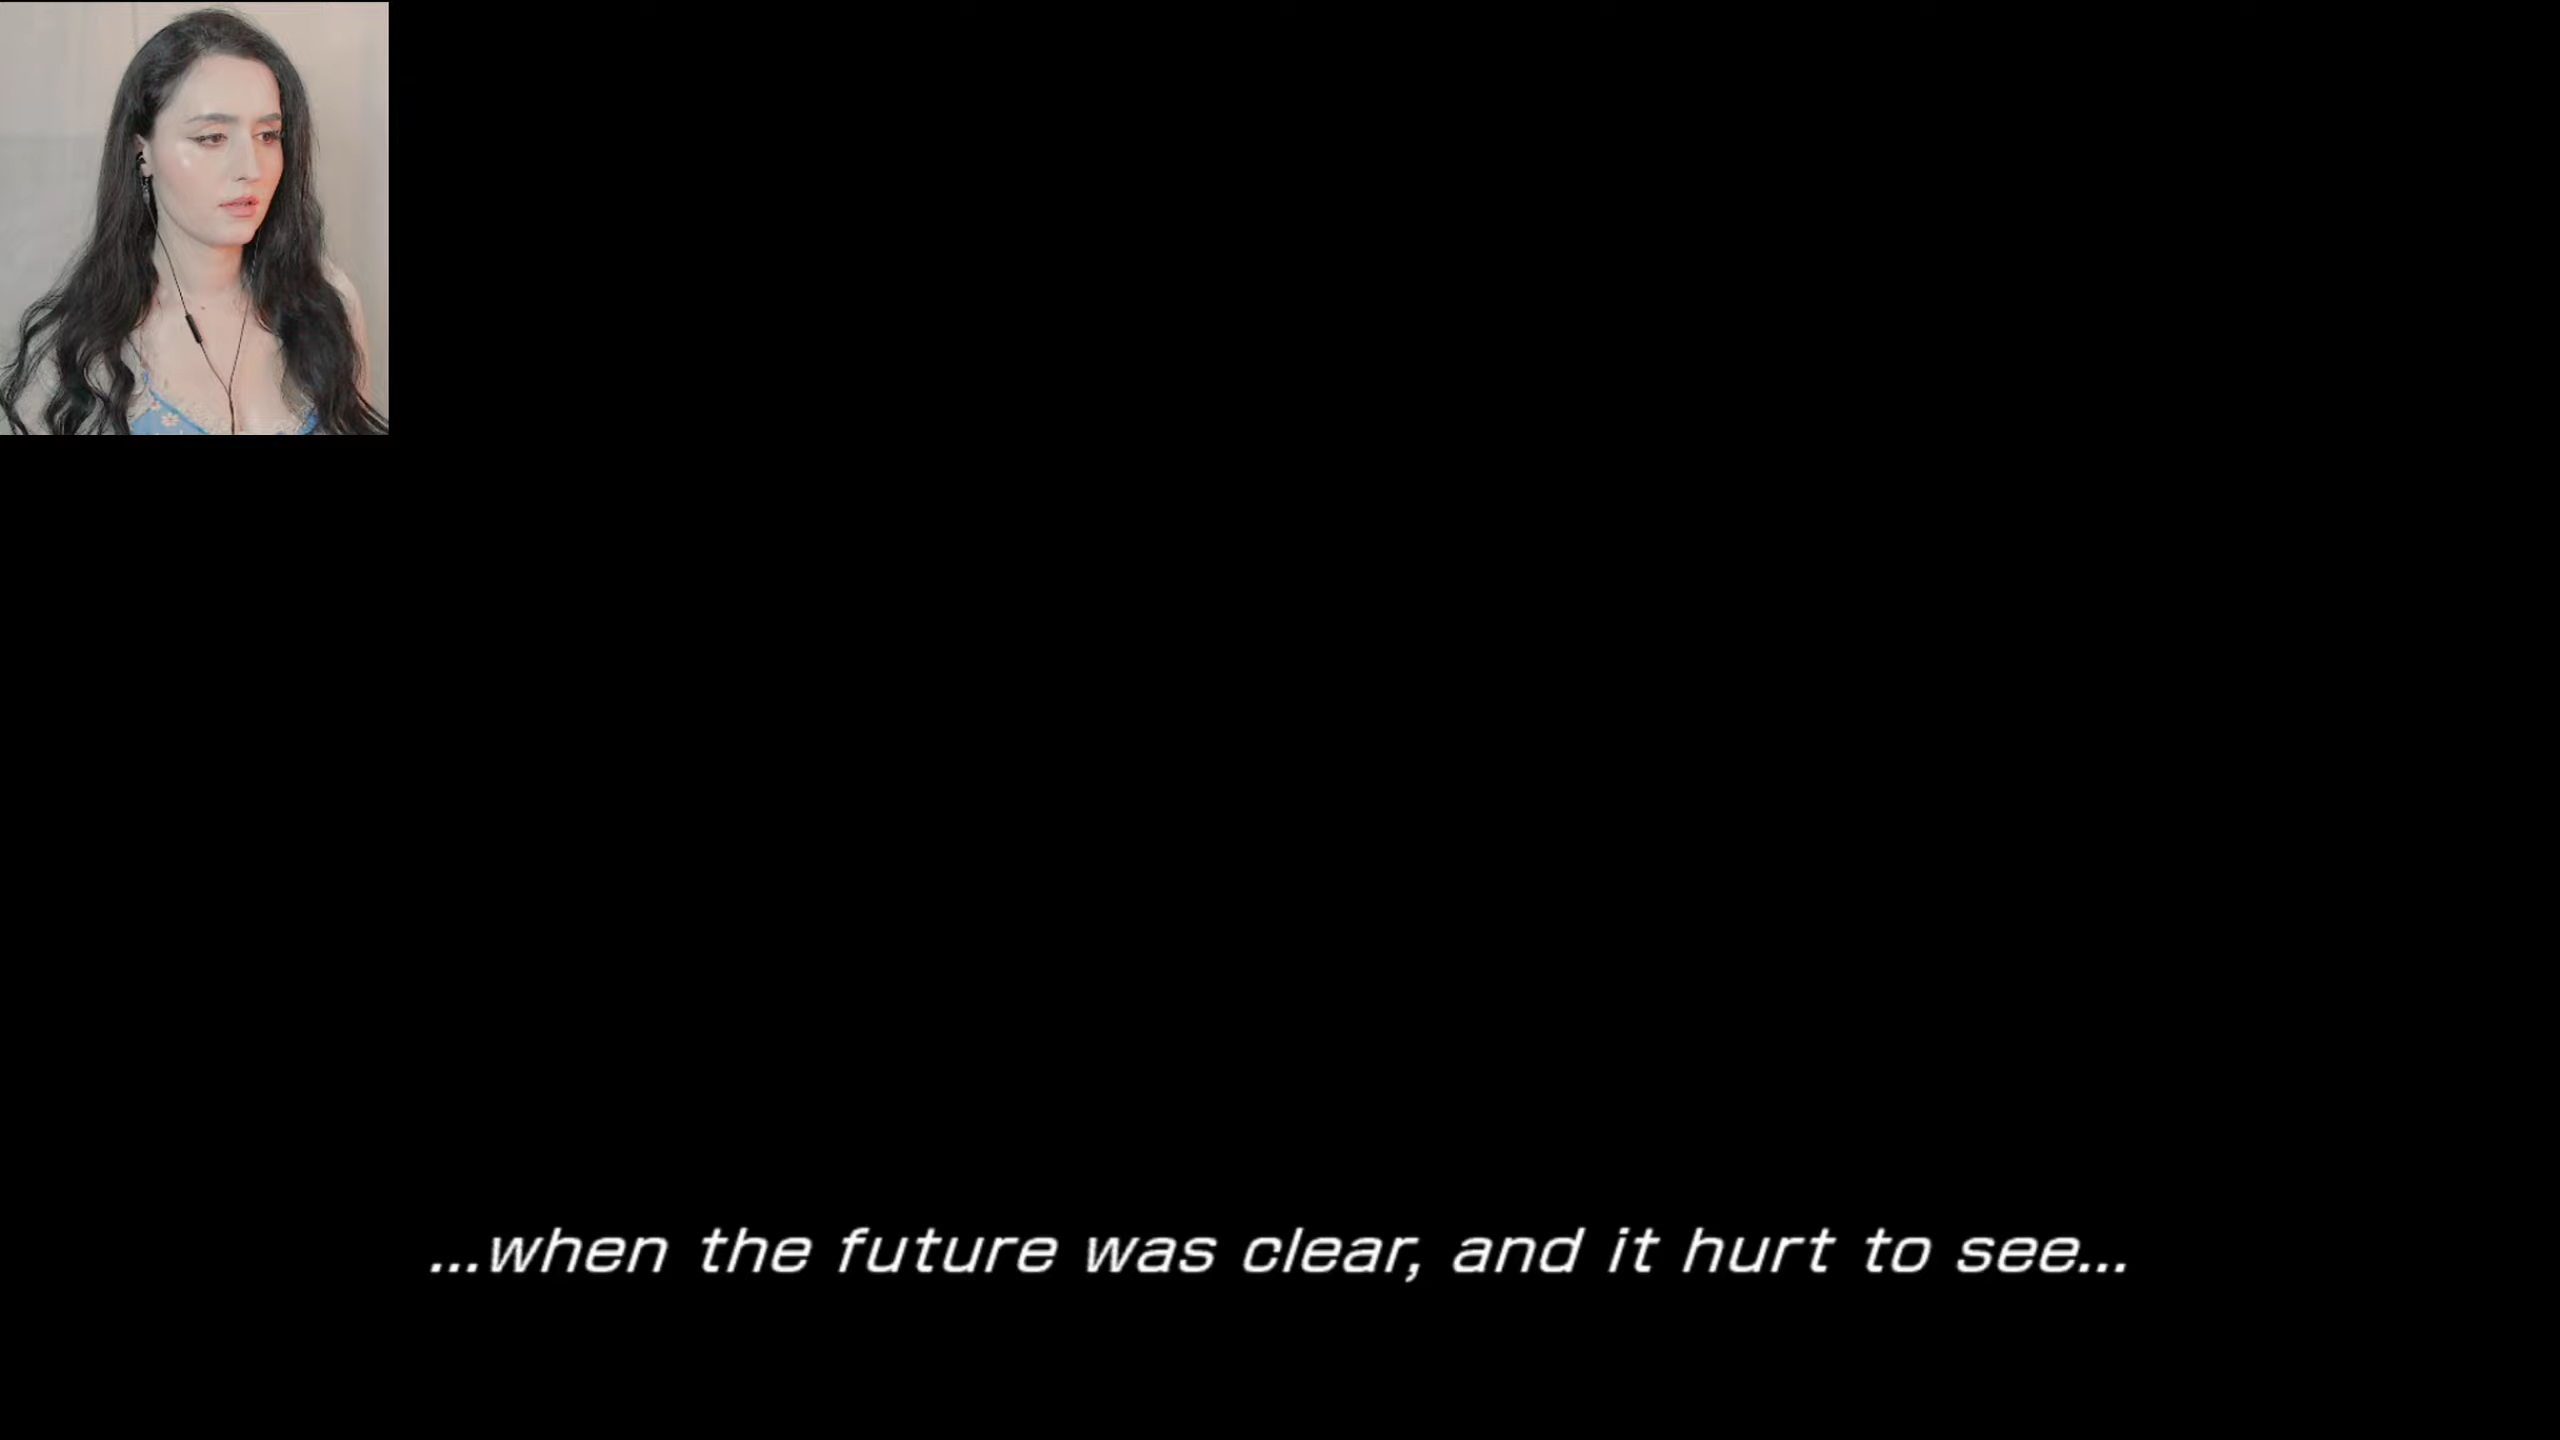 ...when the future was clear, and it hurt to see...